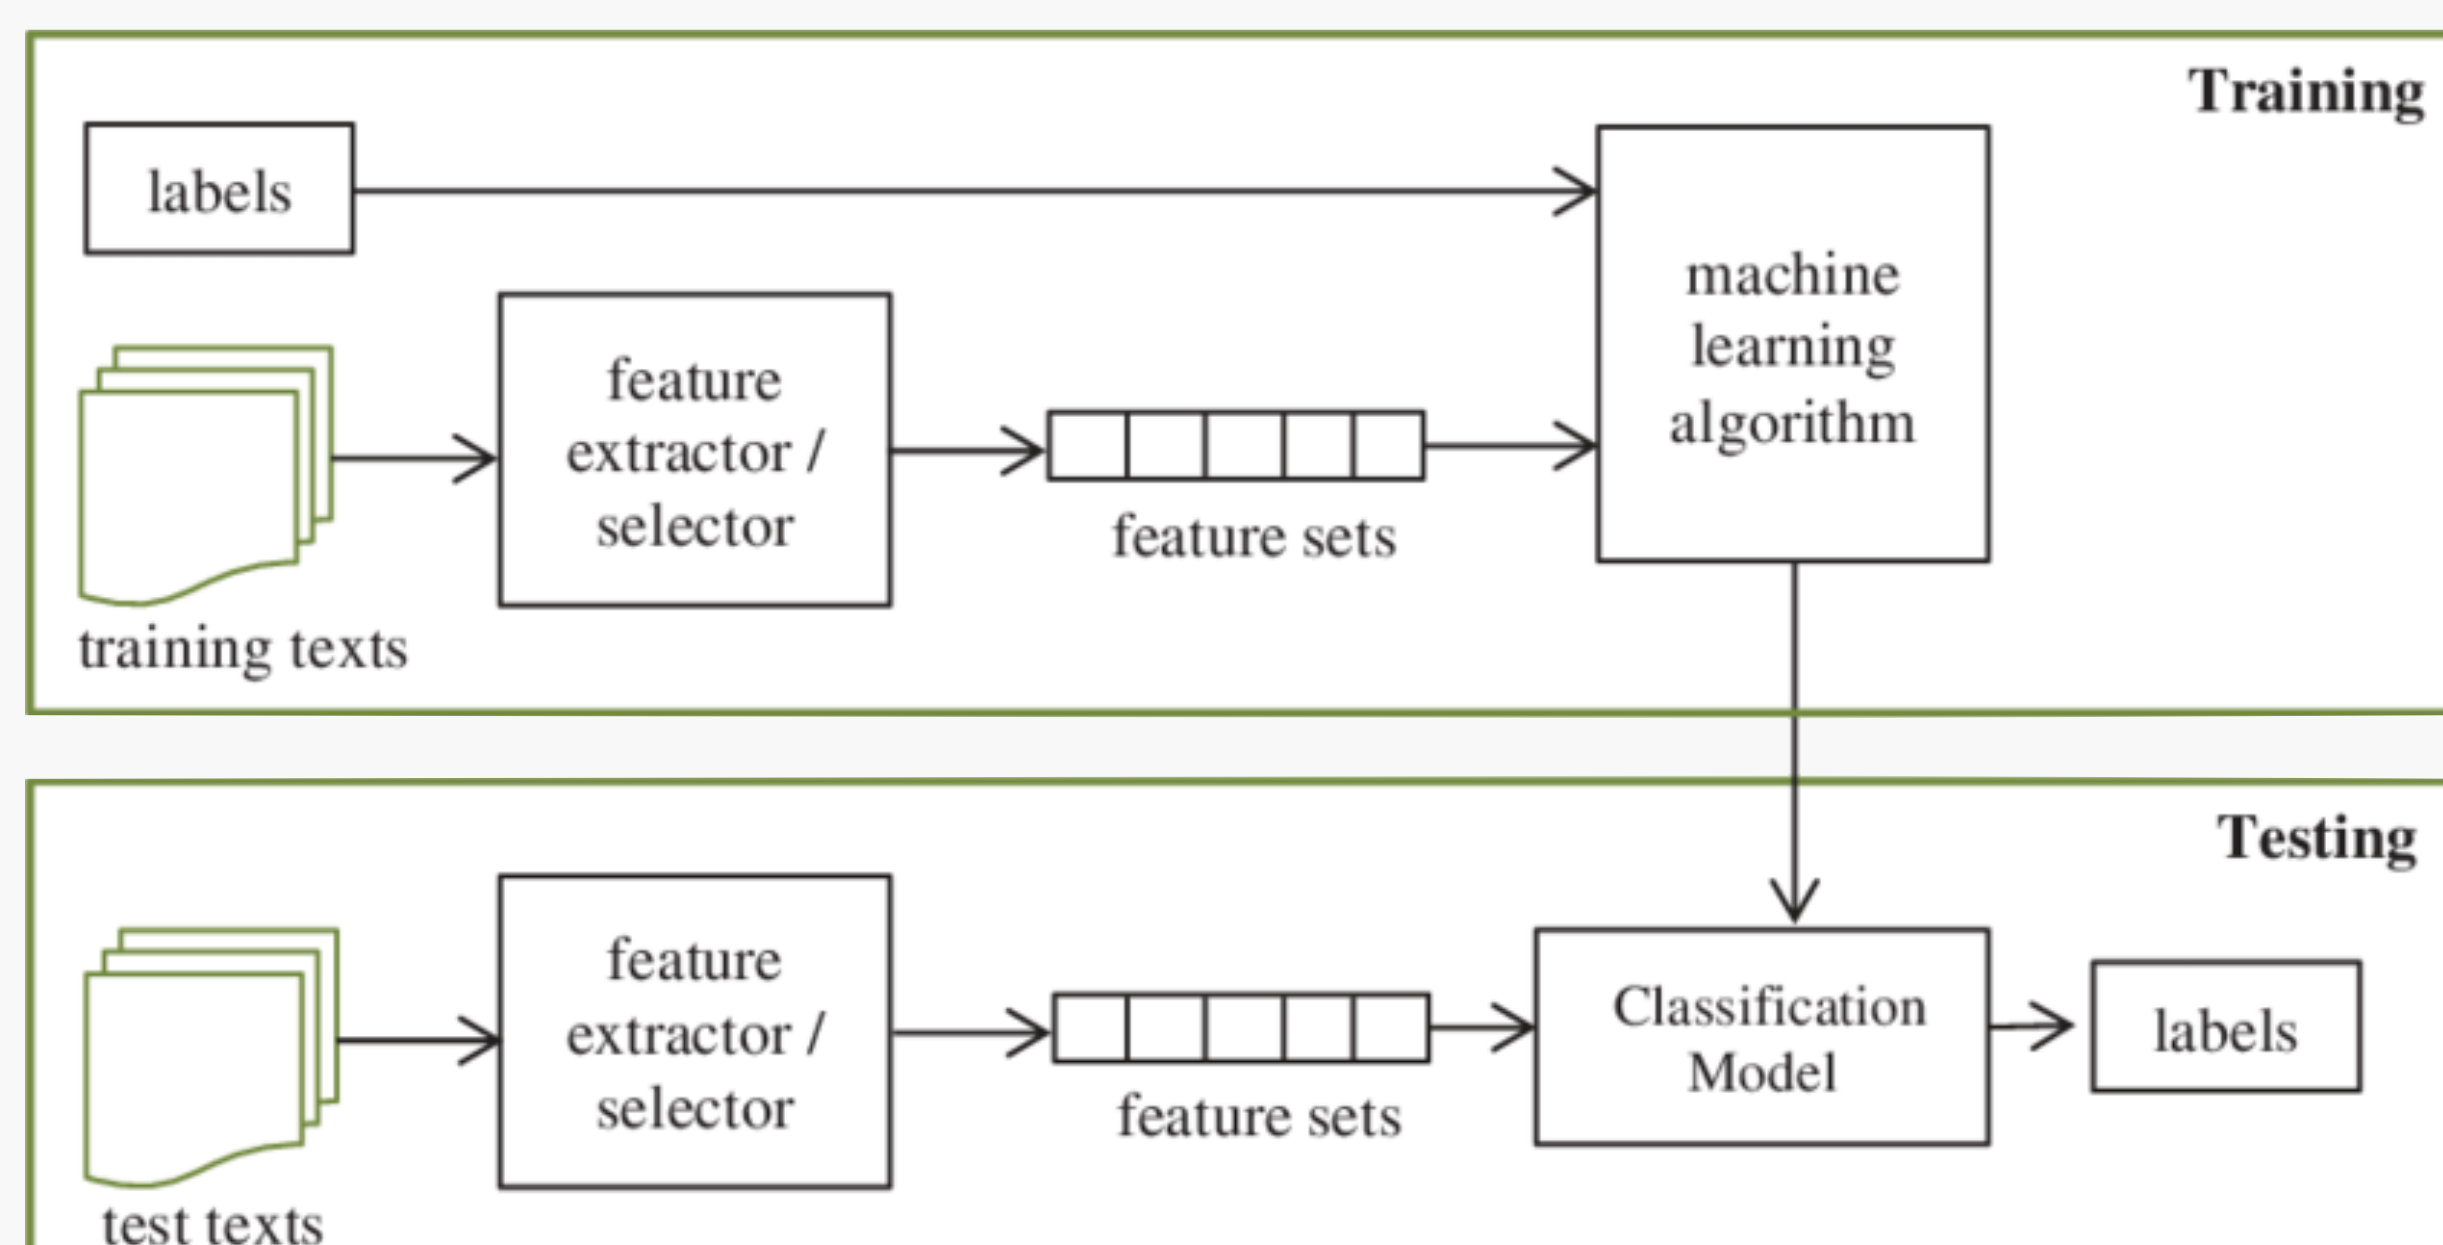 Training
labels
machine
learning
algorithm
feature
extractor /
selector
feature sets
training texts
Testing
feature
extractor /
selector
Classification
Model
labels
feature sets
test texts